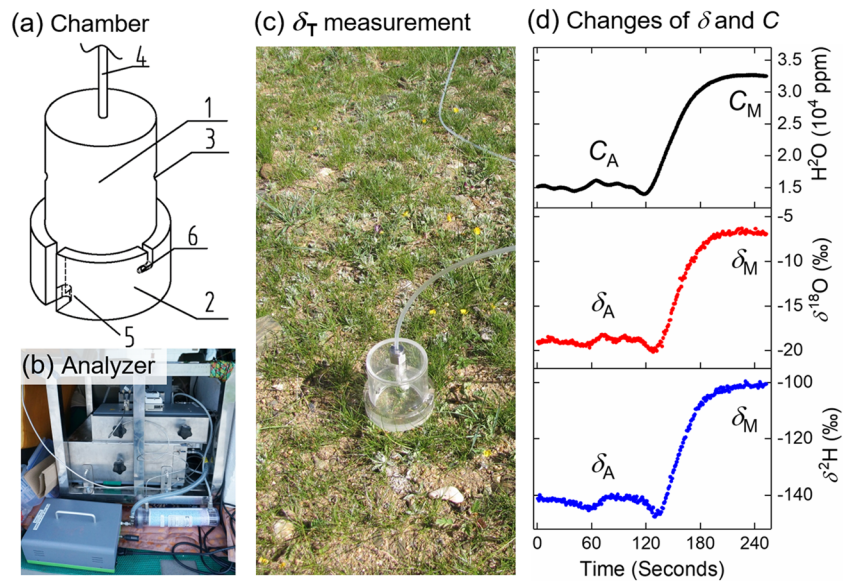 (a) Chamber
4
1
3
6
2
5
(b) Analyzer
(c) δT measurement
(d) Changes of δ and C
3.5
3.0
2.5
2.0
1.5
H²O (10⁴ ppm)
CA
CM
-5
-10
-15
-20
δ¹⁸O (‰)
δA
δM
-100
-120
-140
δ²H (‰)
δA
δM
0
60
120
180
240
Time (Seconds)